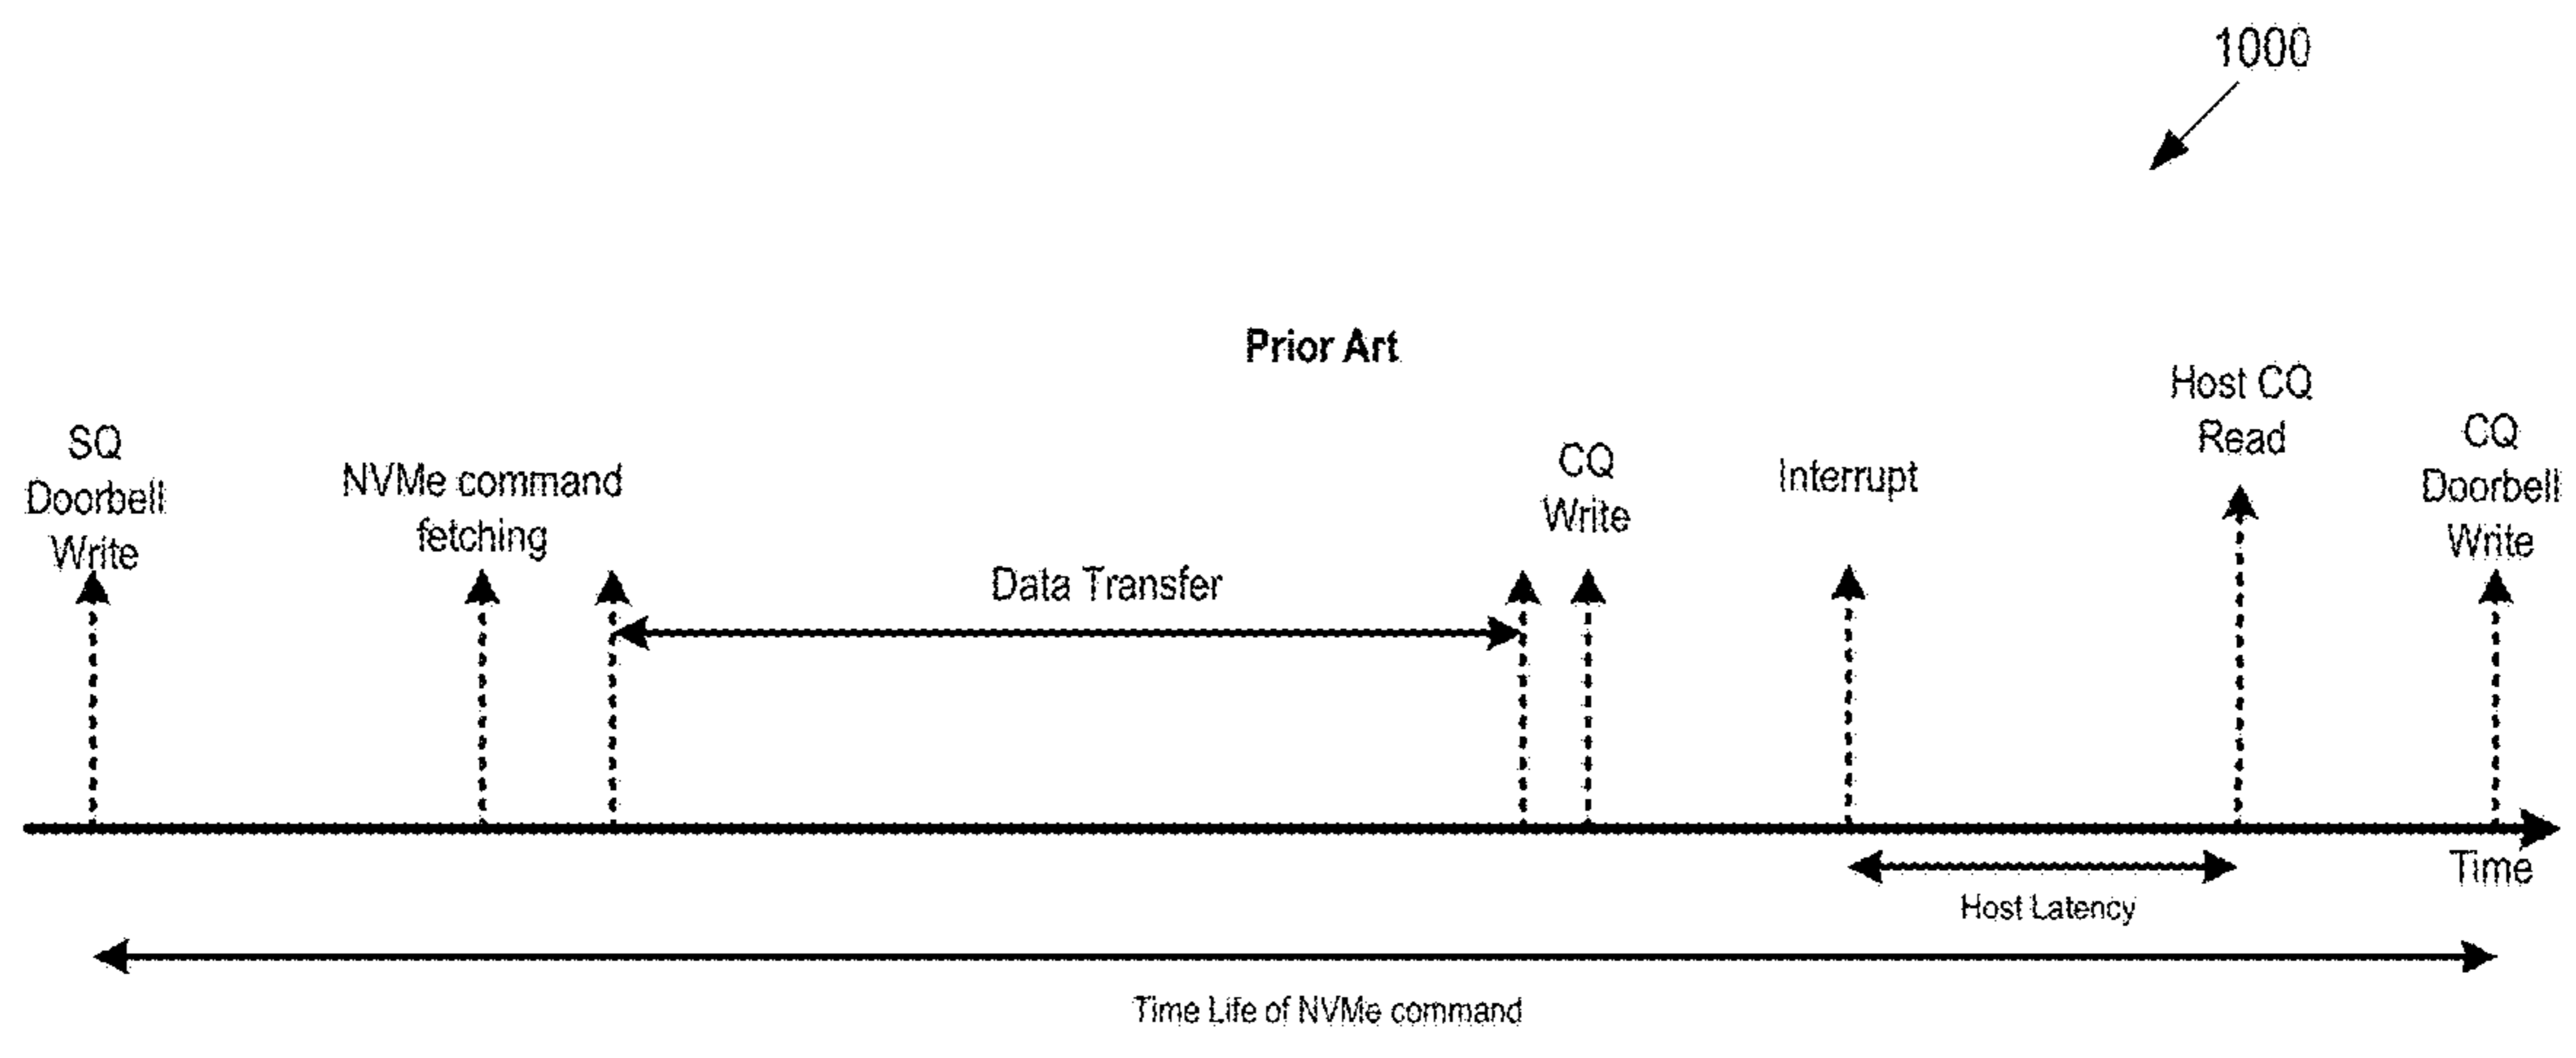 1000
Prior Art
SQ
Doorbell
Write
NVMe command
fetching
Data Transfer
CQ
Write
Interrupt
Host CQ
Read
CQ
Doorbell
Write
Time
Host Latency
Time Life of NVMe command